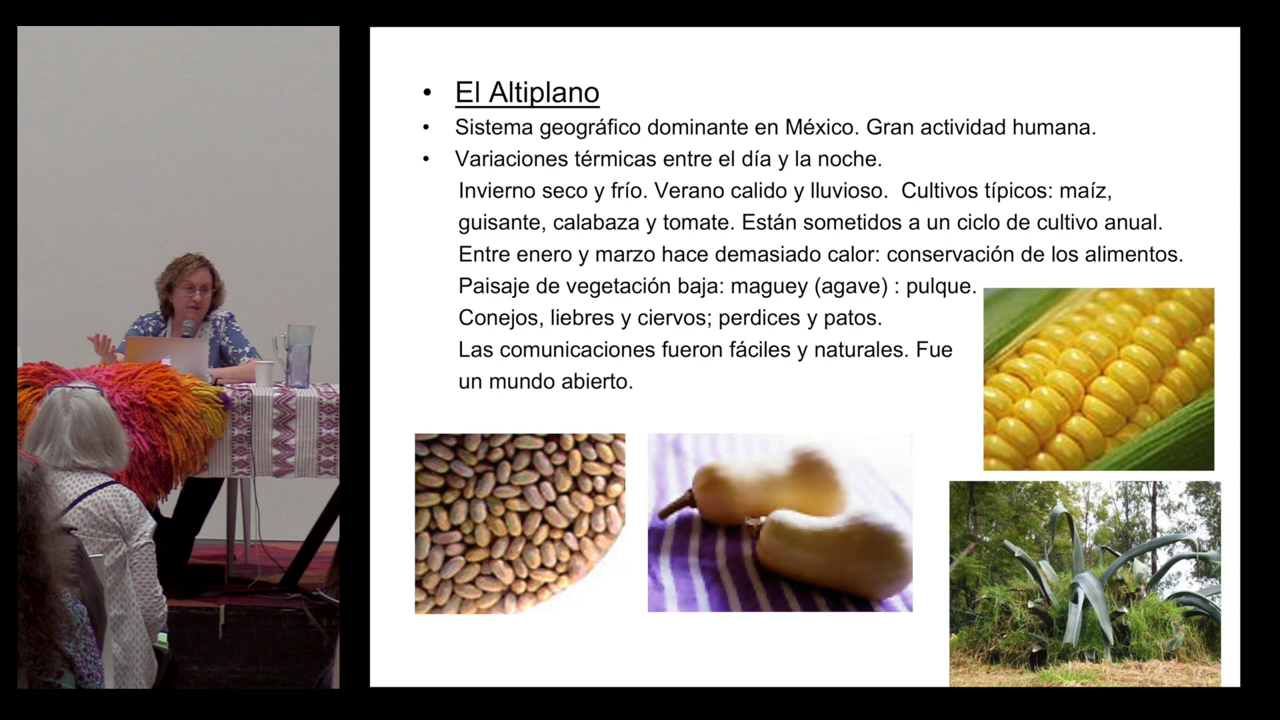 • El Altiplano
• Sistema geográfico dominante en México. Gran actividad humana.
• Variaciones térmicas entre el día y la noche.
Invierno seco y frío. Verano calido y lluvioso.  Cultivos típicos: maíz,
guisante, calabaza y tomate. Están sometidos a un ciclo de cultivo anual.
Entre enero y marzo hace demasiado calor: conservación de los alimentos.
Paisaje de vegetación baja: maguey (agave) : pulque.
Conejos, liebres y ciervos; perdices y patos.
Las comunicaciones fueron fáciles y naturales. Fue
un mundo abierto.